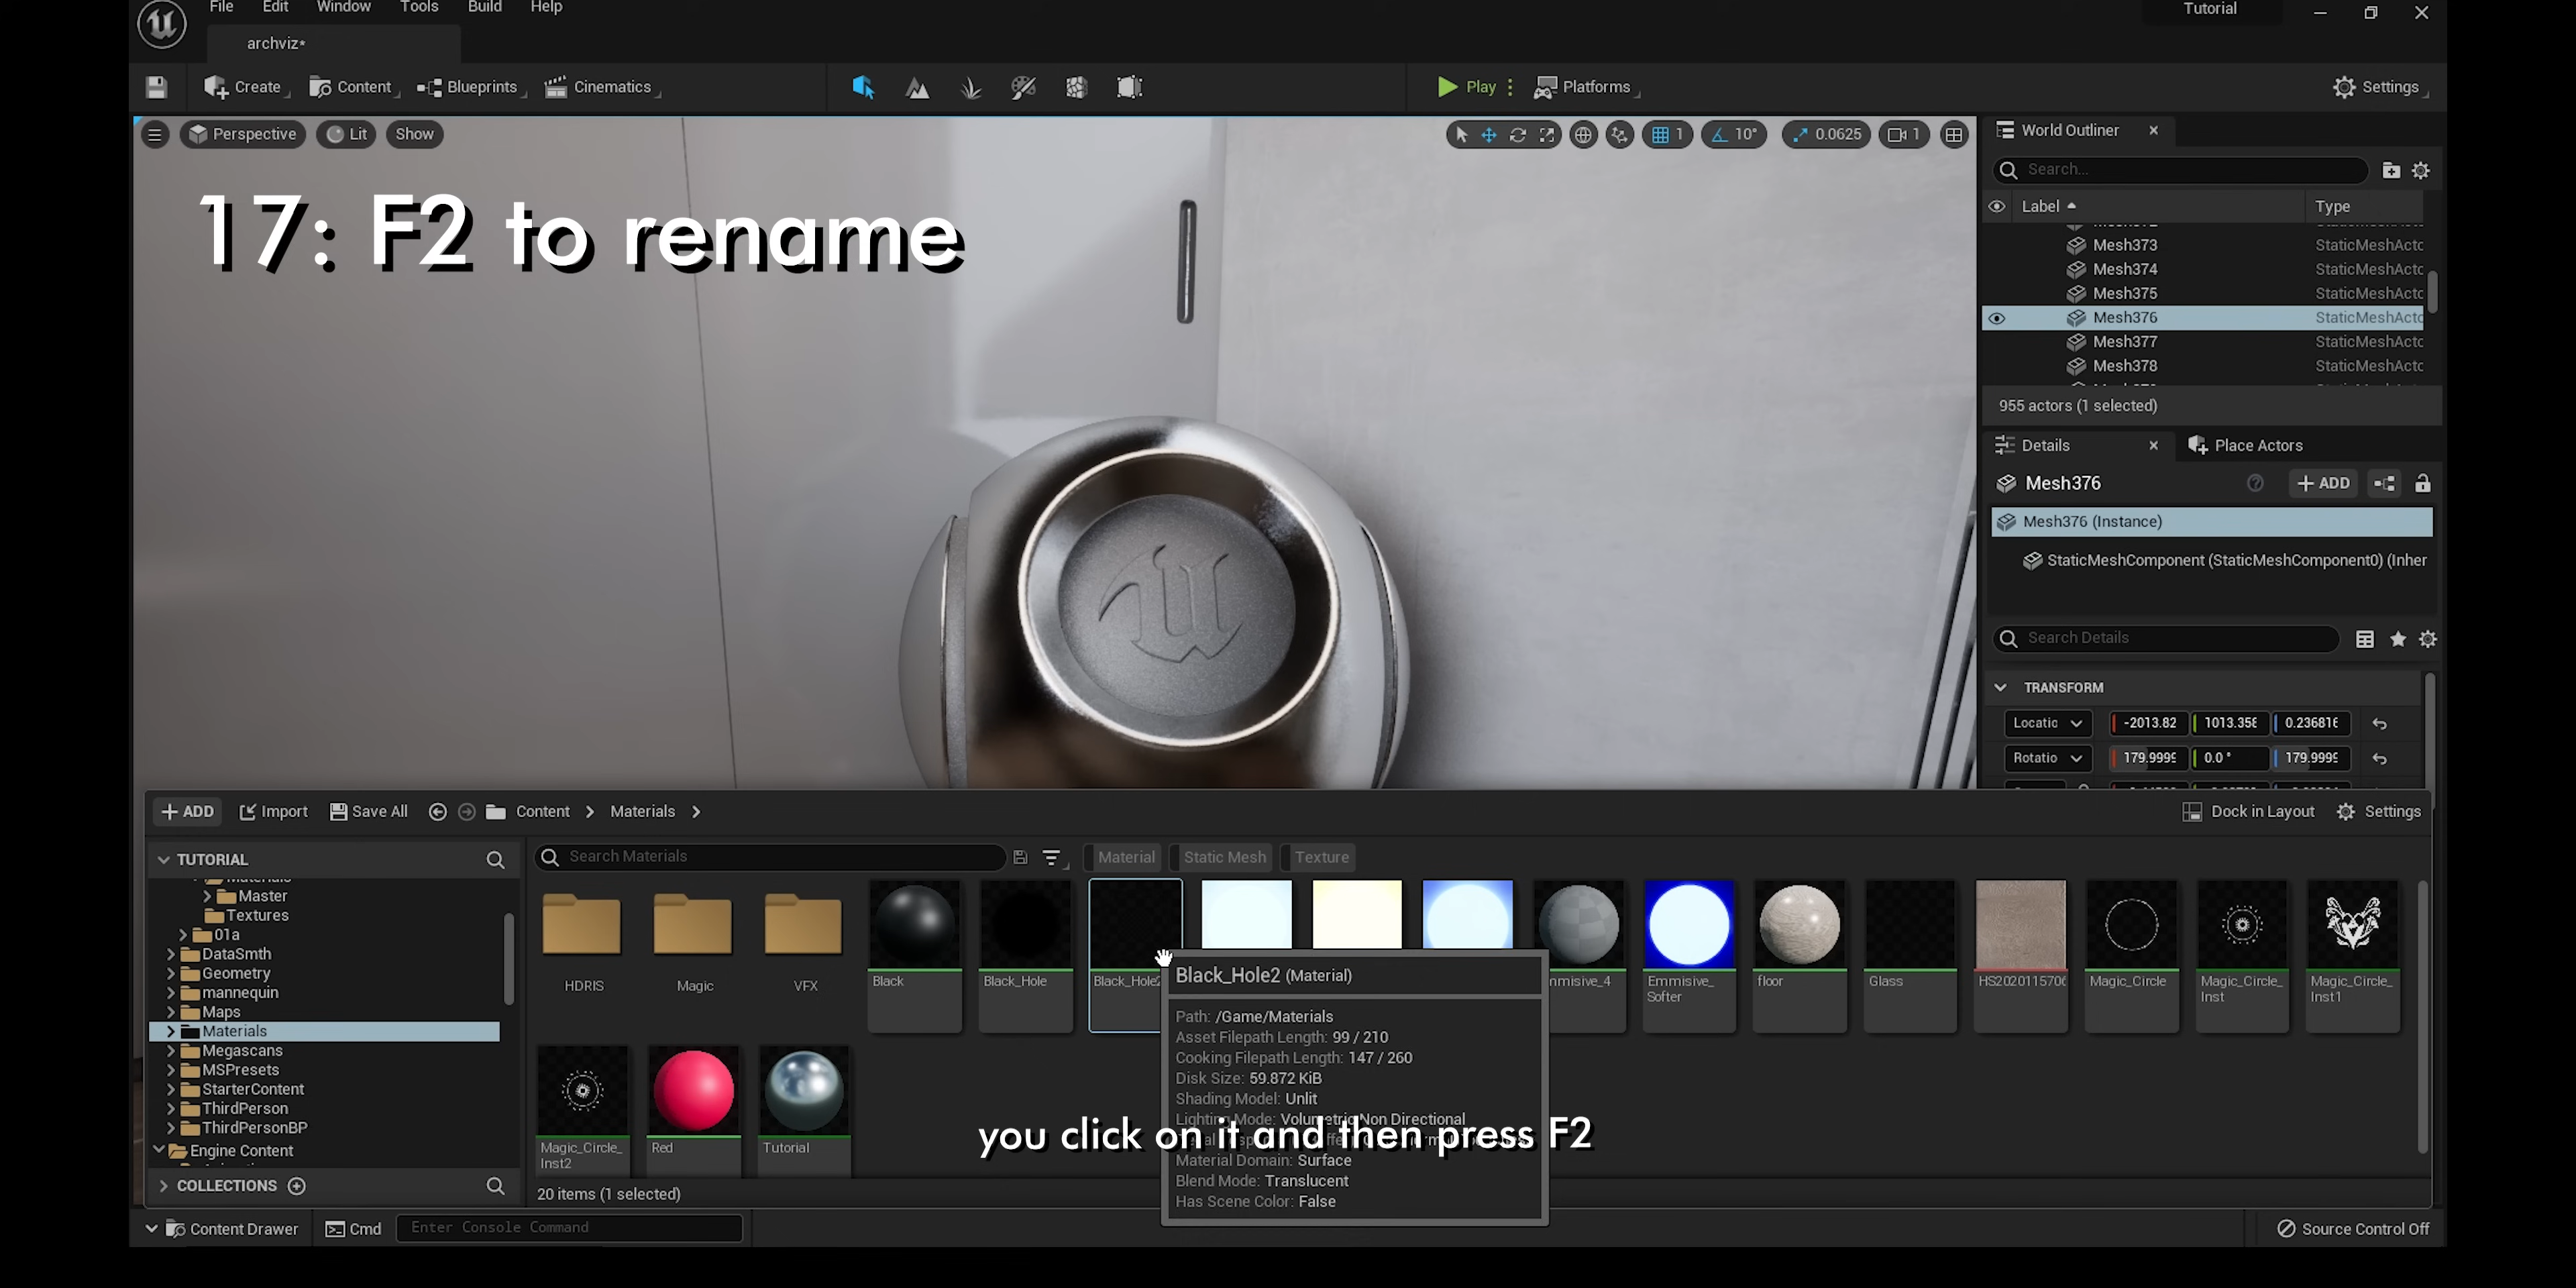 File Edit Window Tools Build Help
Tutorial
archviz*
Create Content Blueprints Cinematics
Play Platforms
Settings
Perspective Lit Show
1 10° 0.0625 1
17: F2 to rename
World Outliner
Search...
Label Type
Mesh373 StaticMeshActo
Mesh374 StaticMeshActo
Mesh375 StaticMeshActo
Mesh376 StaticMeshActo
Mesh377 StaticMeshActo
Mesh378 StaticMeshActo
955 actors (1 selected)
Details Place Actors
Mesh376 ADD
Mesh376 (Instance)
StaticMeshComponent (StaticMeshComponent0) (Inher
Search Details
TRANSFORM
Locatio -2013.82 1013.358 0.236816
Rotatio 179.9999 0.0 ° 179.9999
ADD Import Save All Content Materials
Dock in Layout Settings
TUTORIAL
Search Materials
Material Static Mesh Texture
Materials
Master
Textures
01a
DataSmth
Geometry
mannequin
Maps
Materials
Megascans
MSPresets
StarterContent
ThirdPerson
ThirdPersonBP
Engine Content
COLLECTIONS
HDRIS Magic VFX Black Black_Hole Black_Hole2 mmisive_4 Emmisive_ Softer floor Glass HS2020115706 Magic_Circle Magic_Circle_ Inst Magic_Circle_ Inst1
Magic_Circle_ Inst2 Red Tutorial
20 items (1 selected)
Black_Hole2 (Material)
Path: /Game/Materials
Asset Filepath Length: 99 / 210
Cooking Filepath Length: 147 / 260
Disk Size: 59.872 KiB
Shading Model: Unlit
Lighting Mode: Volumetric Non Directional
you click on it and then press F2
Material Domain: Surface
Blend Mode: Translucent
Has Scene Color: False
Content Drawer Cmd Enter Console Command
Source Control Off